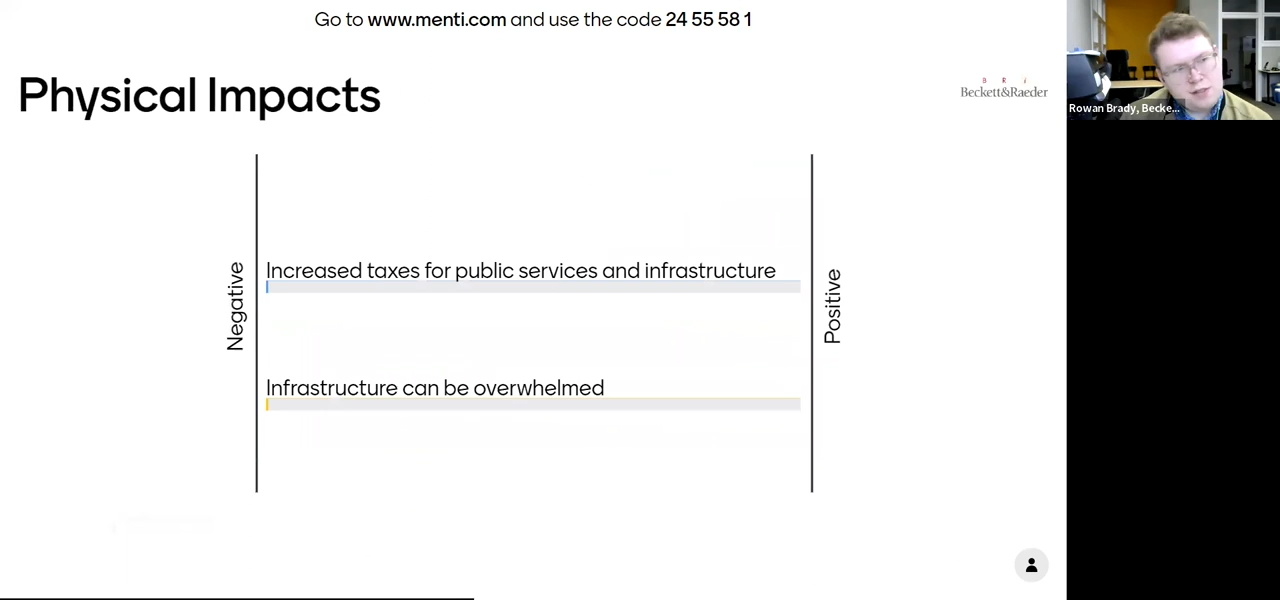 Go to www.menti.com and use the code 24 55 58 1
Physical Impacts
B R i
Beckett&Raeder
Rowan Brady, Becke...
Negative
Increased taxes for public services and infrastructure
Infrastructure can be overwhelmed
Positive